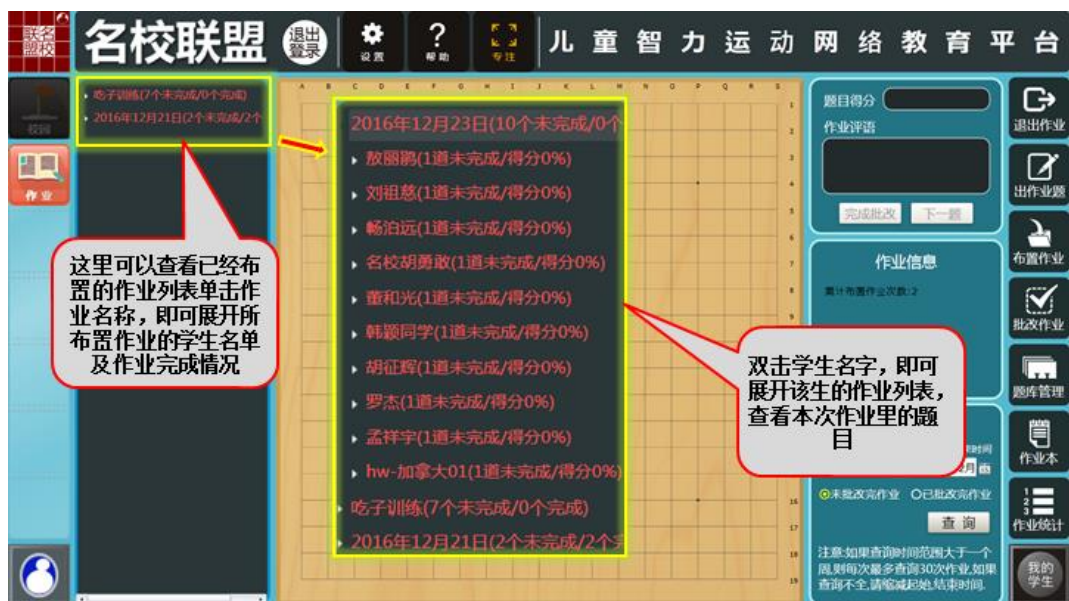 联名
盟校
名校联盟
退出
登录
设置
帮助
专注
儿童智力运动网络教育平台
校园
作业
吃子训练(7个未完成/0个完成)
2016年12月21日(2个未完成/2个
这里可以查看已经布
置的作业列表单击作
业名称，即可展开所
布置作业的学生名单
及作业完成情况
A B C D E F G H I J K L M N O P Q R S
2016年12月23日(10个未完成/0个
敖丽鹃(1道未完成/得分0%)
刘祖慈(1道未完成/得分0%)
畅泊远(1道未完成/得分0%)
名校胡勇敢(1道未完成/得分0%)
董和光(1道未完成/得分0%)
韩颖同学(1道未完成/得分0%)
胡征辉(1道未完成/得分0%)
罗杰(1道未完成/得分0%)
孟祥宇(1道未完成/得分0%)
hw-加拿大01(1道未完成/得分0%)
吃子训练(7个未完成/0个完成)
2016年12月21日(2个未完成/2个完
1
2
3
4
5
6
7
8
9
16
17
18
19
双击学生名字，即可
展开该生的作业列表，
查看本次作业里的题
目
题目得分
作业评语
完成批改
下一题
作业信息
累计布置作业次数:2
时间
月
未批改完作业
已批改完作业
查 询
注意:如果查询时间范围大于一个
周,则每次最多查询30次作业,如果
查询不全,请缩减起始,结束时间.
退出作业
出作业题
布置作业
批改作业
题库管理
作业本
作业统计
我的
学生